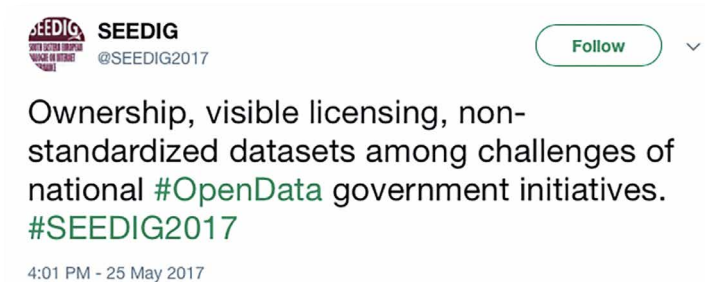 SEEDIG
SEEDIG
@SEEDIG2017
Follow
Ownership, visible licensing, non-
standardized datasets among challenges of
national #OpenData government initiatives.
#SEEDIG2017
4:01 PM - 25 May 2017